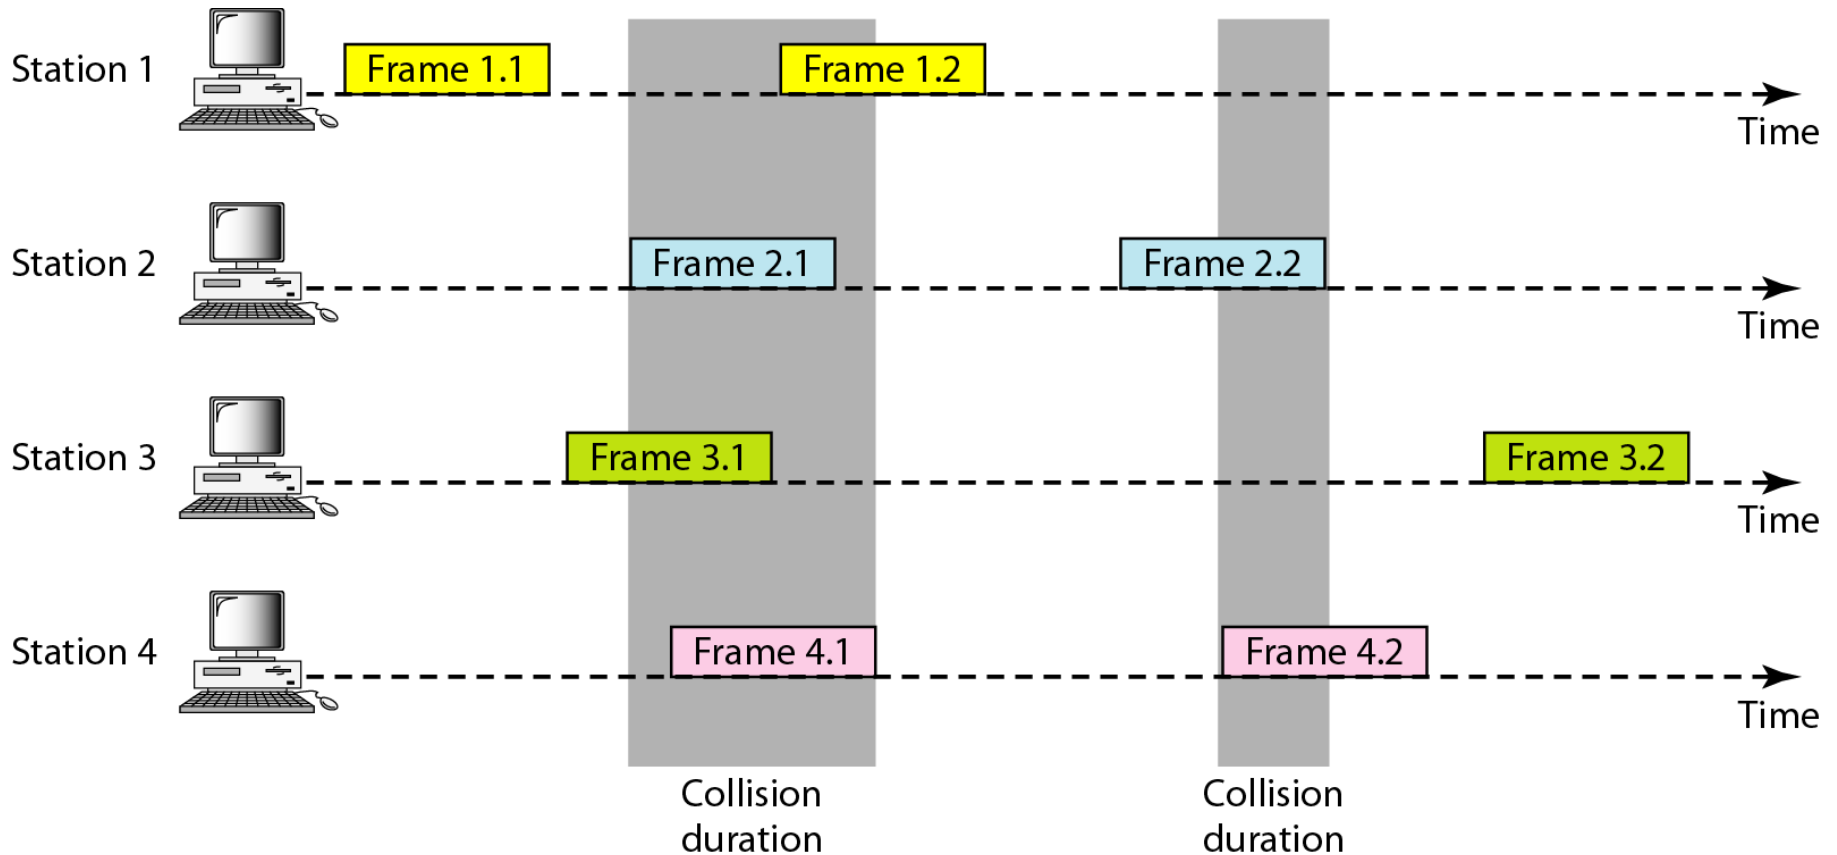 Station 1
Frame 1.1
Frame 1.2
Time
Station 2
Frame 2.1
Frame 2.2
Time
Station 3
Frame 3.1
Frame 3.2
Time
Station 4
Frame 4.1
Frame 4.2
Time
Collision
duration
Collision
duration